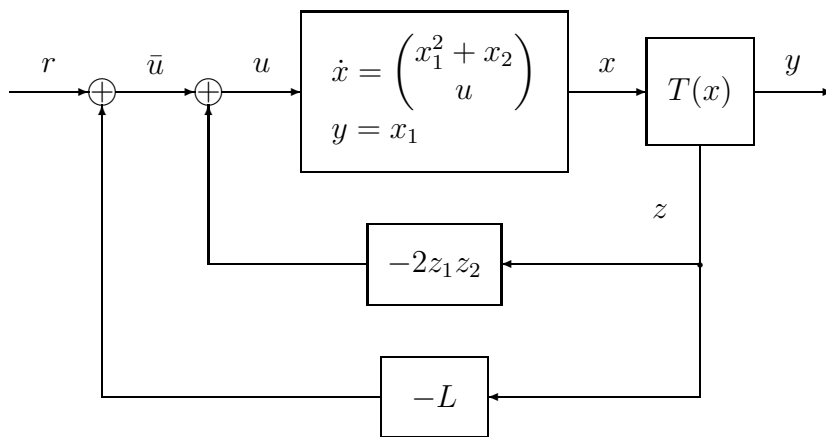 r
ū
u
ẋ = (x₁² + x₂
u)
y = x₁
x
T(x)
y
z
−2z₁z₂
−L